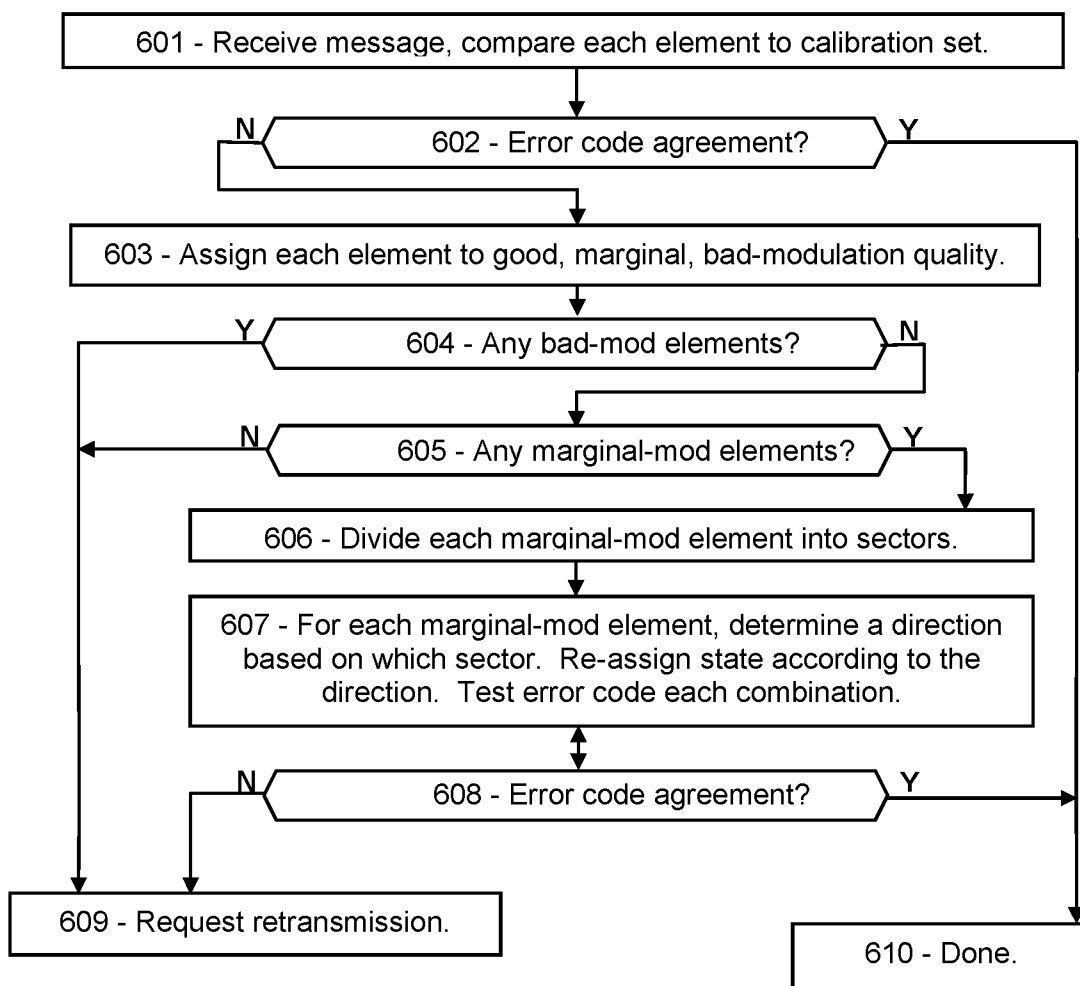 601 - Receive message, compare each element to calibration set.
N
Y
602 - Error code agreement?
603 - Assign each element to good, marginal, bad-modulation quality.
Y
N
604 - Any bad-mod elements?
N
Y
605 - Any marginal-mod elements?
606 - Divide each marginal-mod element into sectors.
607 - For each marginal-mod element, determine a direction
based on which sector.  Re-assign state according to the
direction.  Test error code each combination.
N
Y
608 - Error code agreement?
609 - Request retransmission.
610 - Done.